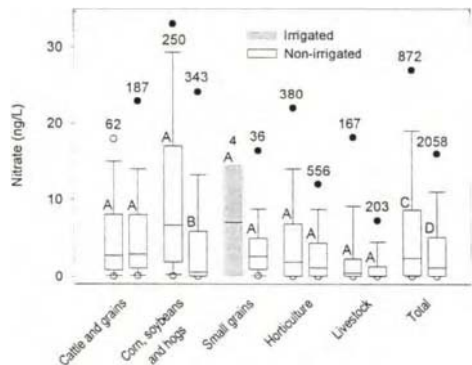 30
20
10
0
Nitrate (ng/L)
Irrigated
Non-irrigated
62
187
250
343
4
36
380
556
167
203
872
2058
A
A
A
B
A
A
A
A
A
A
C
D
Cattle and grains
Corn, soybeans
and hogs
Small grains
Horticulture
Livestock
Total